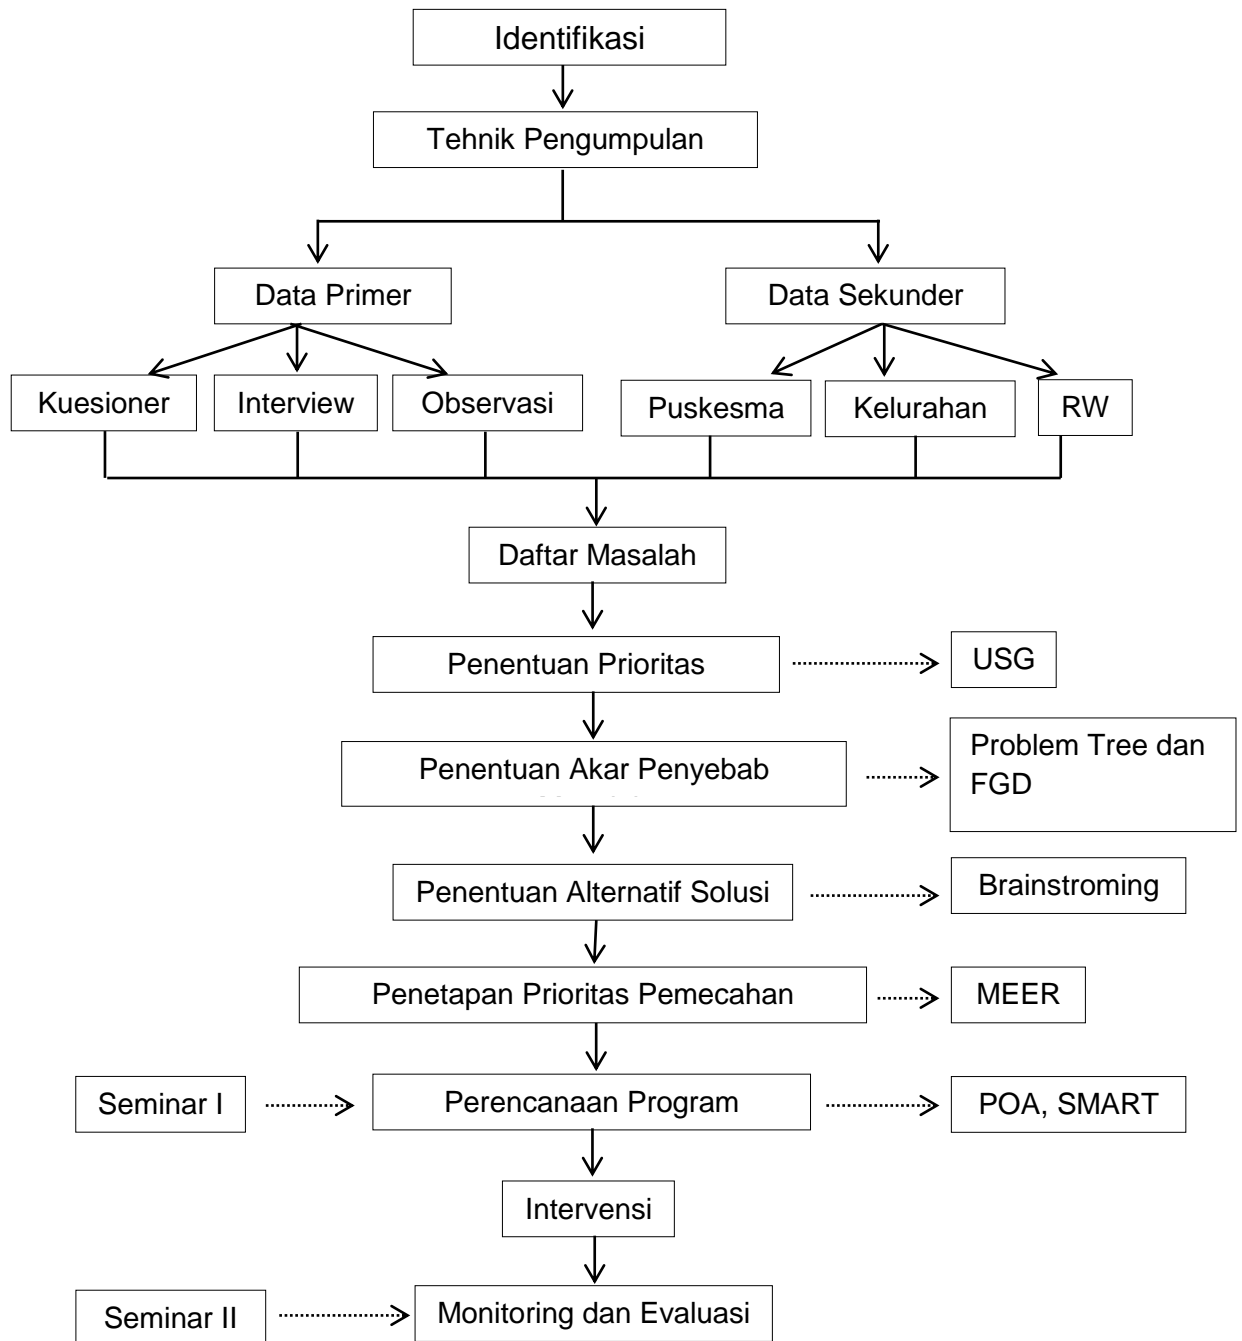 Identifikasi
Tehnik Pengumpulan
Data Primer
Data Sekunder
Kuesioner
Interview
Observasi
Puskesma
Kelurahan
RW
Daftar Masalah
Penentuan Prioritas
USG
Penentuan Akar Penyebab
Problem Tree dan
FGD
Penentuan Alternatif Solusi
Brainstroming
Penetapan Prioritas Pemecahan
MEER
Seminar I
Perencanaan Program
POA, SMART
Intervensi
Seminar II
Monitoring dan Evaluasi